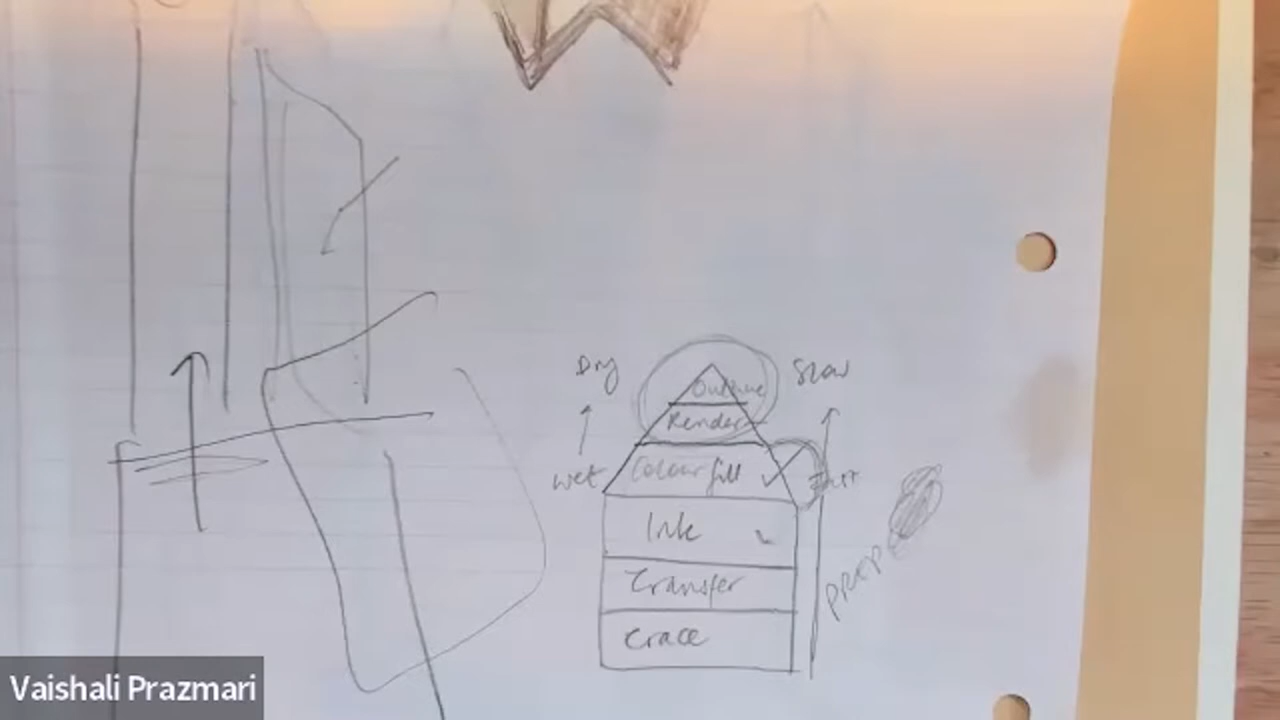 Dry
Slow
Outline
Render
Wet
Colour fill
Fast
Ink
Transfer
Trace
PREP
Vaishali Prazmari